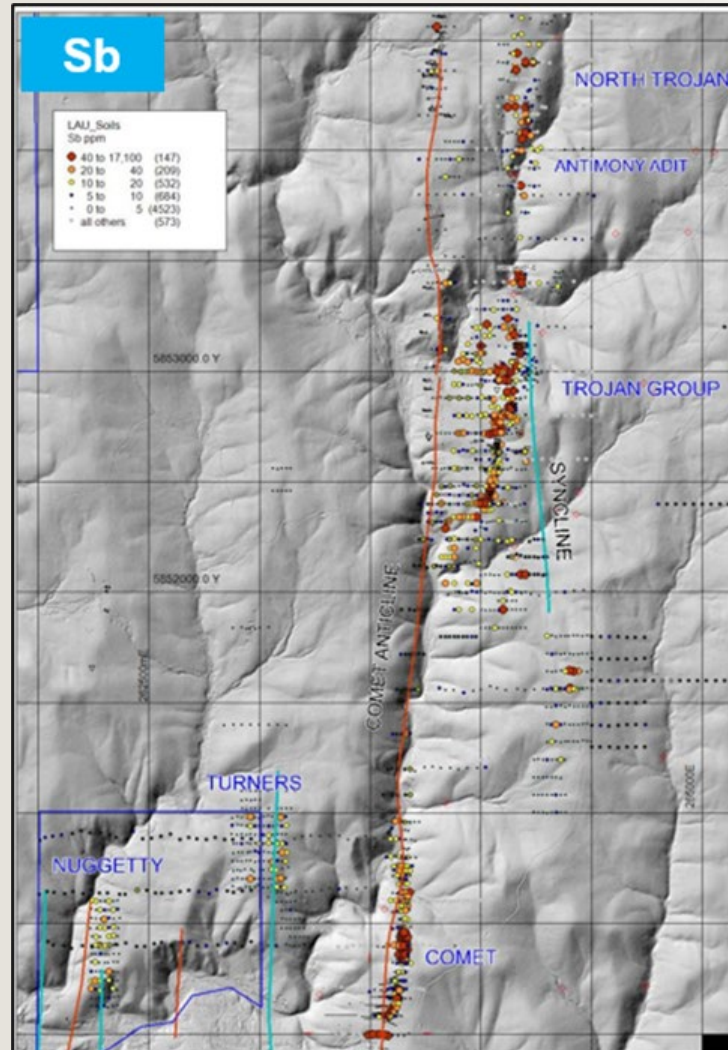 Sb
LAU_Soils
Sb ppm
40 to 17,100 (147)
20 to 40 (209)
10 to 20 (532)
5 to 10 (684)
0 to 5 (4523)
all others (573)
NORTH TROJAN
ANTIMONY ADIT
5853000.0 Y
TROJAN GROUP
SYNCLINE
5852000.0 Y
COMET ANTICLINE
265000E
TURNERS
NUGGETTY
COMET